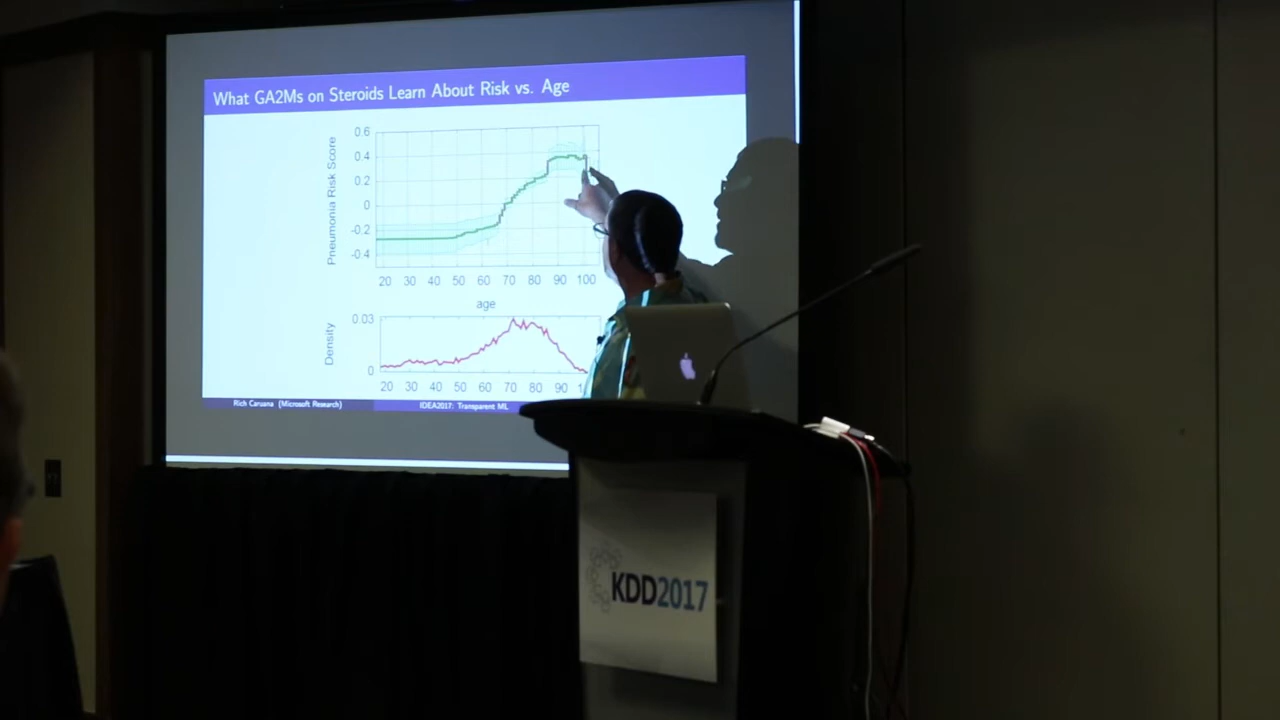 What GA2Ms on Steroids Learn About Risk vs. Age
Pneumonia Risk Score
0.6
0.4
0.2
0
-0.2
-0.4
20 30 40 50 60 70 80 90 100
age
Density
0.03
0
20 30 40 50 60 70 80 90
Rich Caruana (Microsoft Research)
IDEA2017: Transparent ML
KDD2017